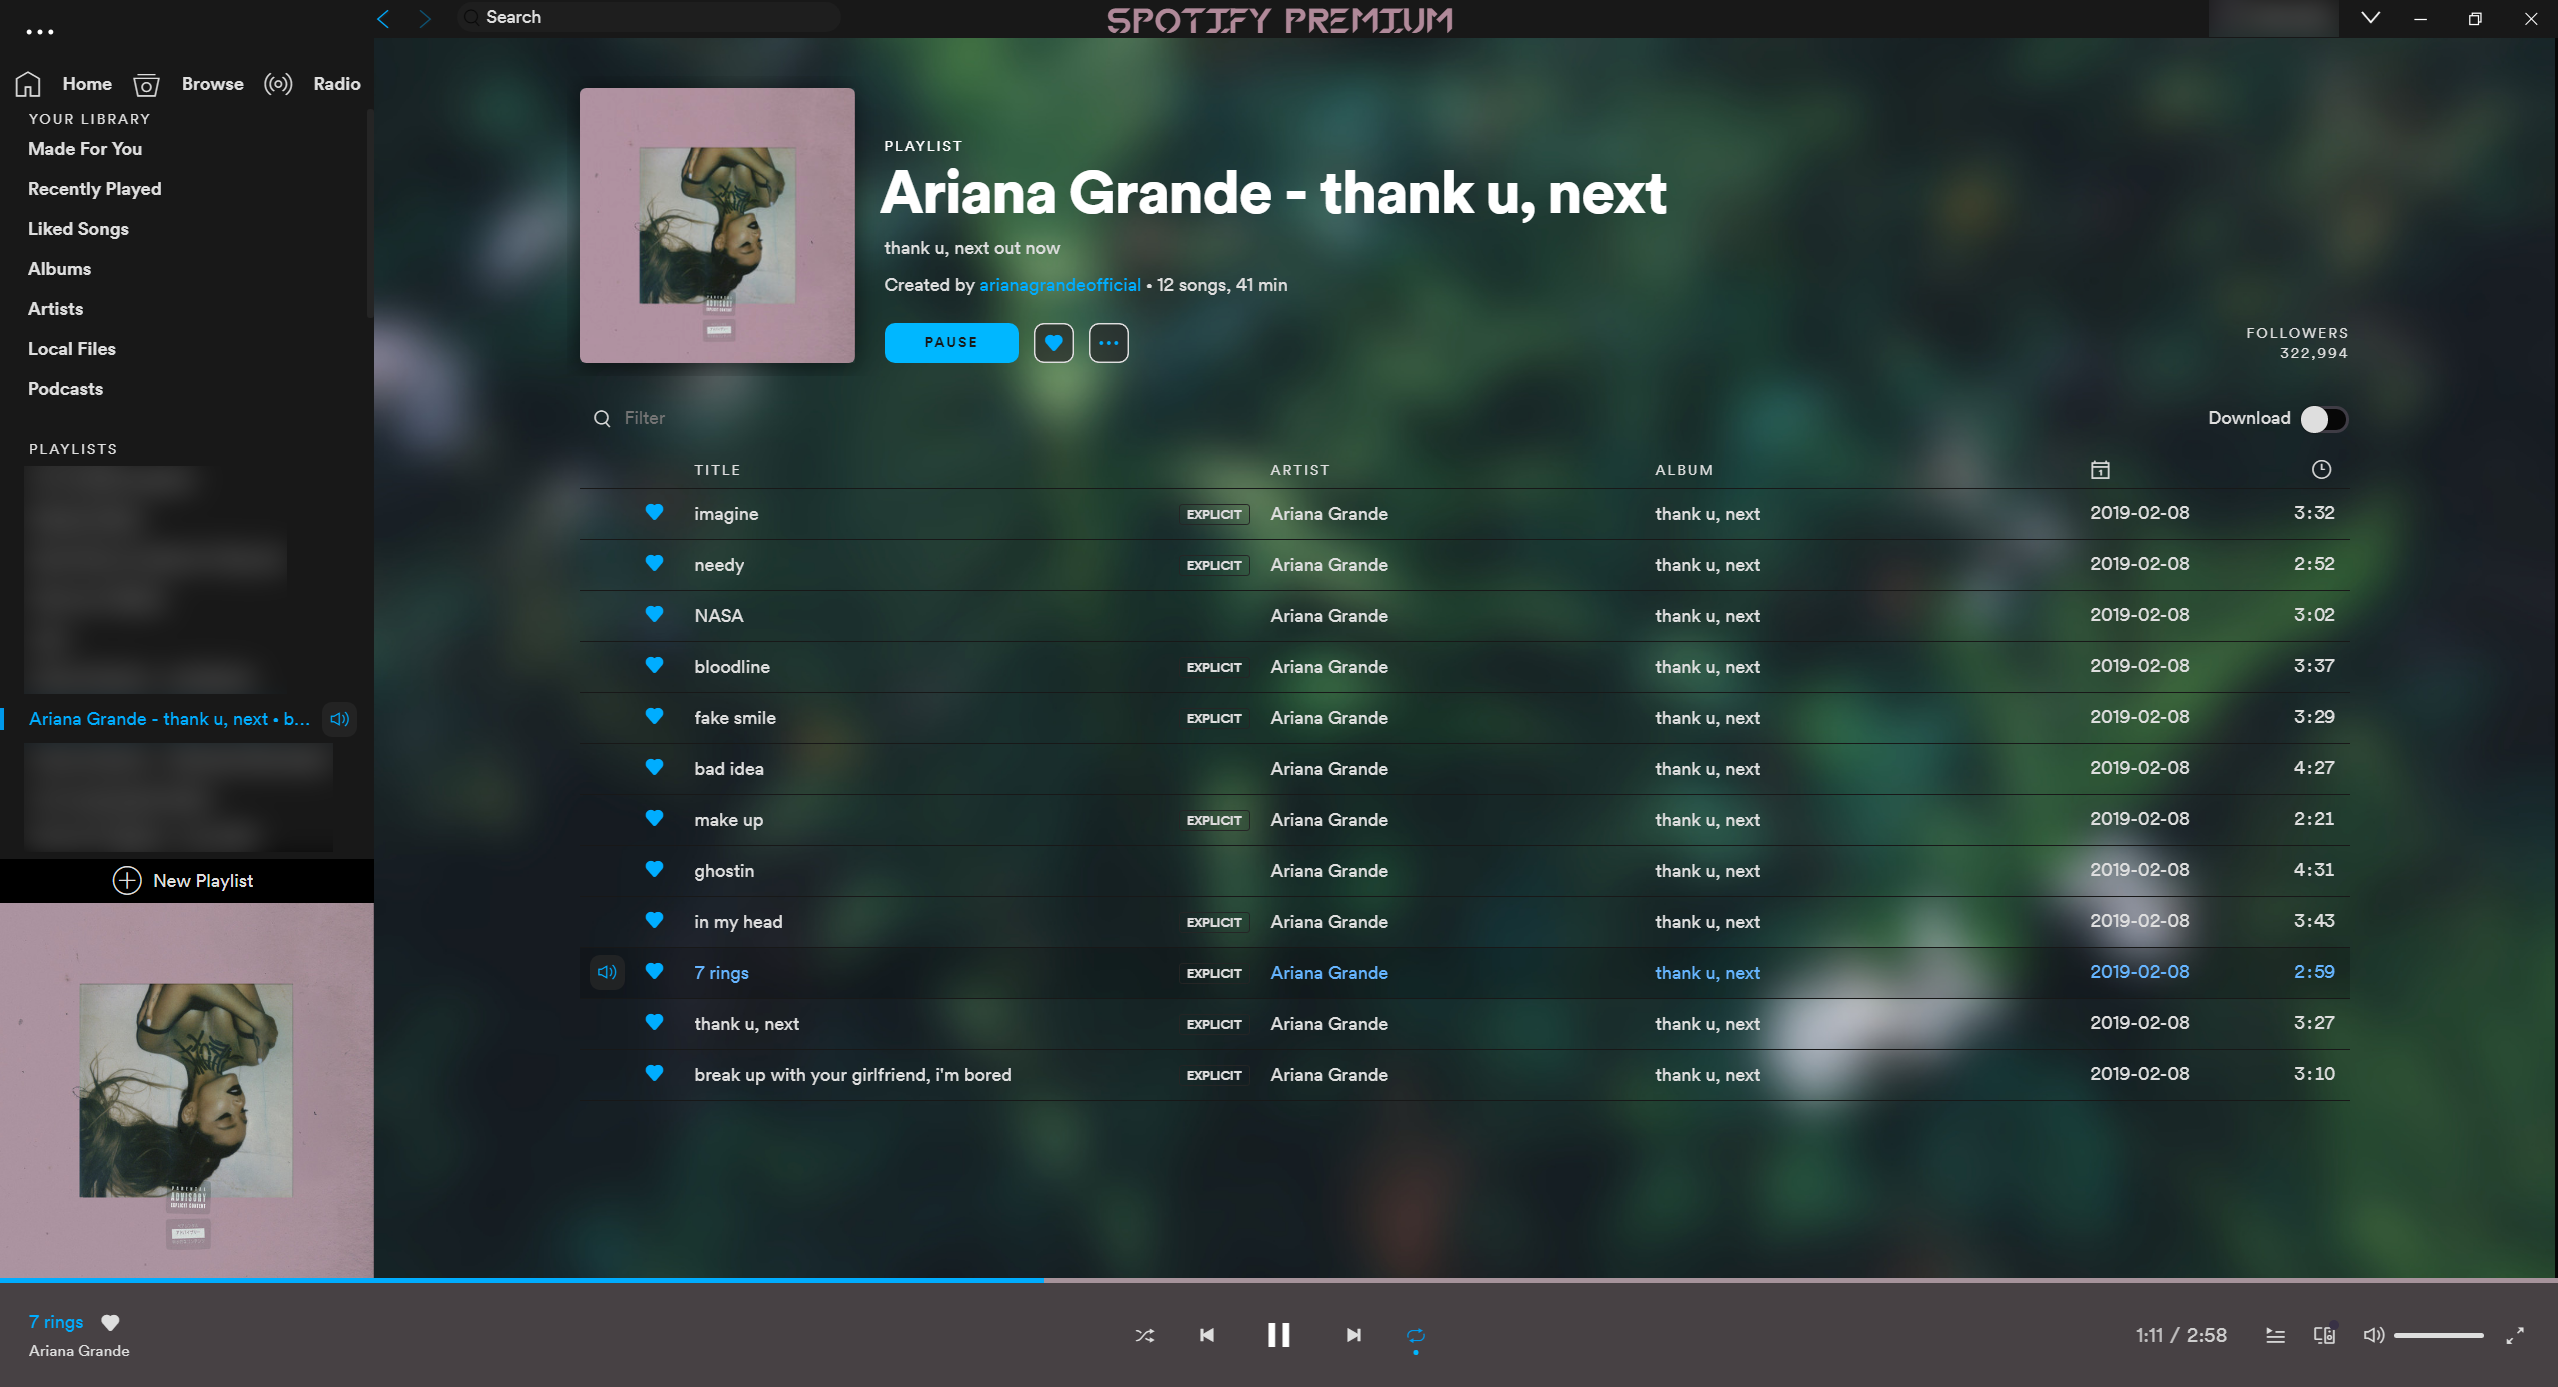 Search
SPOTIFY PREMIUM
Home Browse Radio
YOUR LIBRARY
Made For You
Recently Played
Liked Songs
Albums
Artists
Local Files
Podcasts
PLAYLISTS
Ariana Grande - thank u, next • b...
New Playlist
PLAYLIST
Ariana Grande - thank u, next
thank u, next out now
Created by arianagrandeofficial • 12 songs, 41 min
PAUSE
FOLLOWERS
322,994
Filter
Download
TITLE ARTIST ALBUM
imagine EXPLICIT Ariana Grande thank u, next 2019-02-08 3:32
needy EXPLICIT Ariana Grande thank u, next 2019-02-08 2:52
NASA Ariana Grande thank u, next 2019-02-08 3:02
bloodline EXPLICIT Ariana Grande thank u, next 2019-02-08 3:37
fake smile EXPLICIT Ariana Grande thank u, next 2019-02-08 3:29
bad idea Ariana Grande thank u, next 2019-02-08 4:27
make up EXPLICIT Ariana Grande thank u, next 2019-02-08 2:21
ghostin Ariana Grande thank u, next 2019-02-08 4:31
in my head EXPLICIT Ariana Grande thank u, next 2019-02-08 3:43
7 rings EXPLICIT Ariana Grande thank u, next 2019-02-08 2:59
thank u, next EXPLICIT Ariana Grande thank u, next 2019-02-08 3:27
break up with your girlfriend, i'm bored EXPLICIT Ariana Grande thank u, next 2019-02-08 3:10
ADVISORY
7 rings
Ariana Grande
1:11 / 2:58